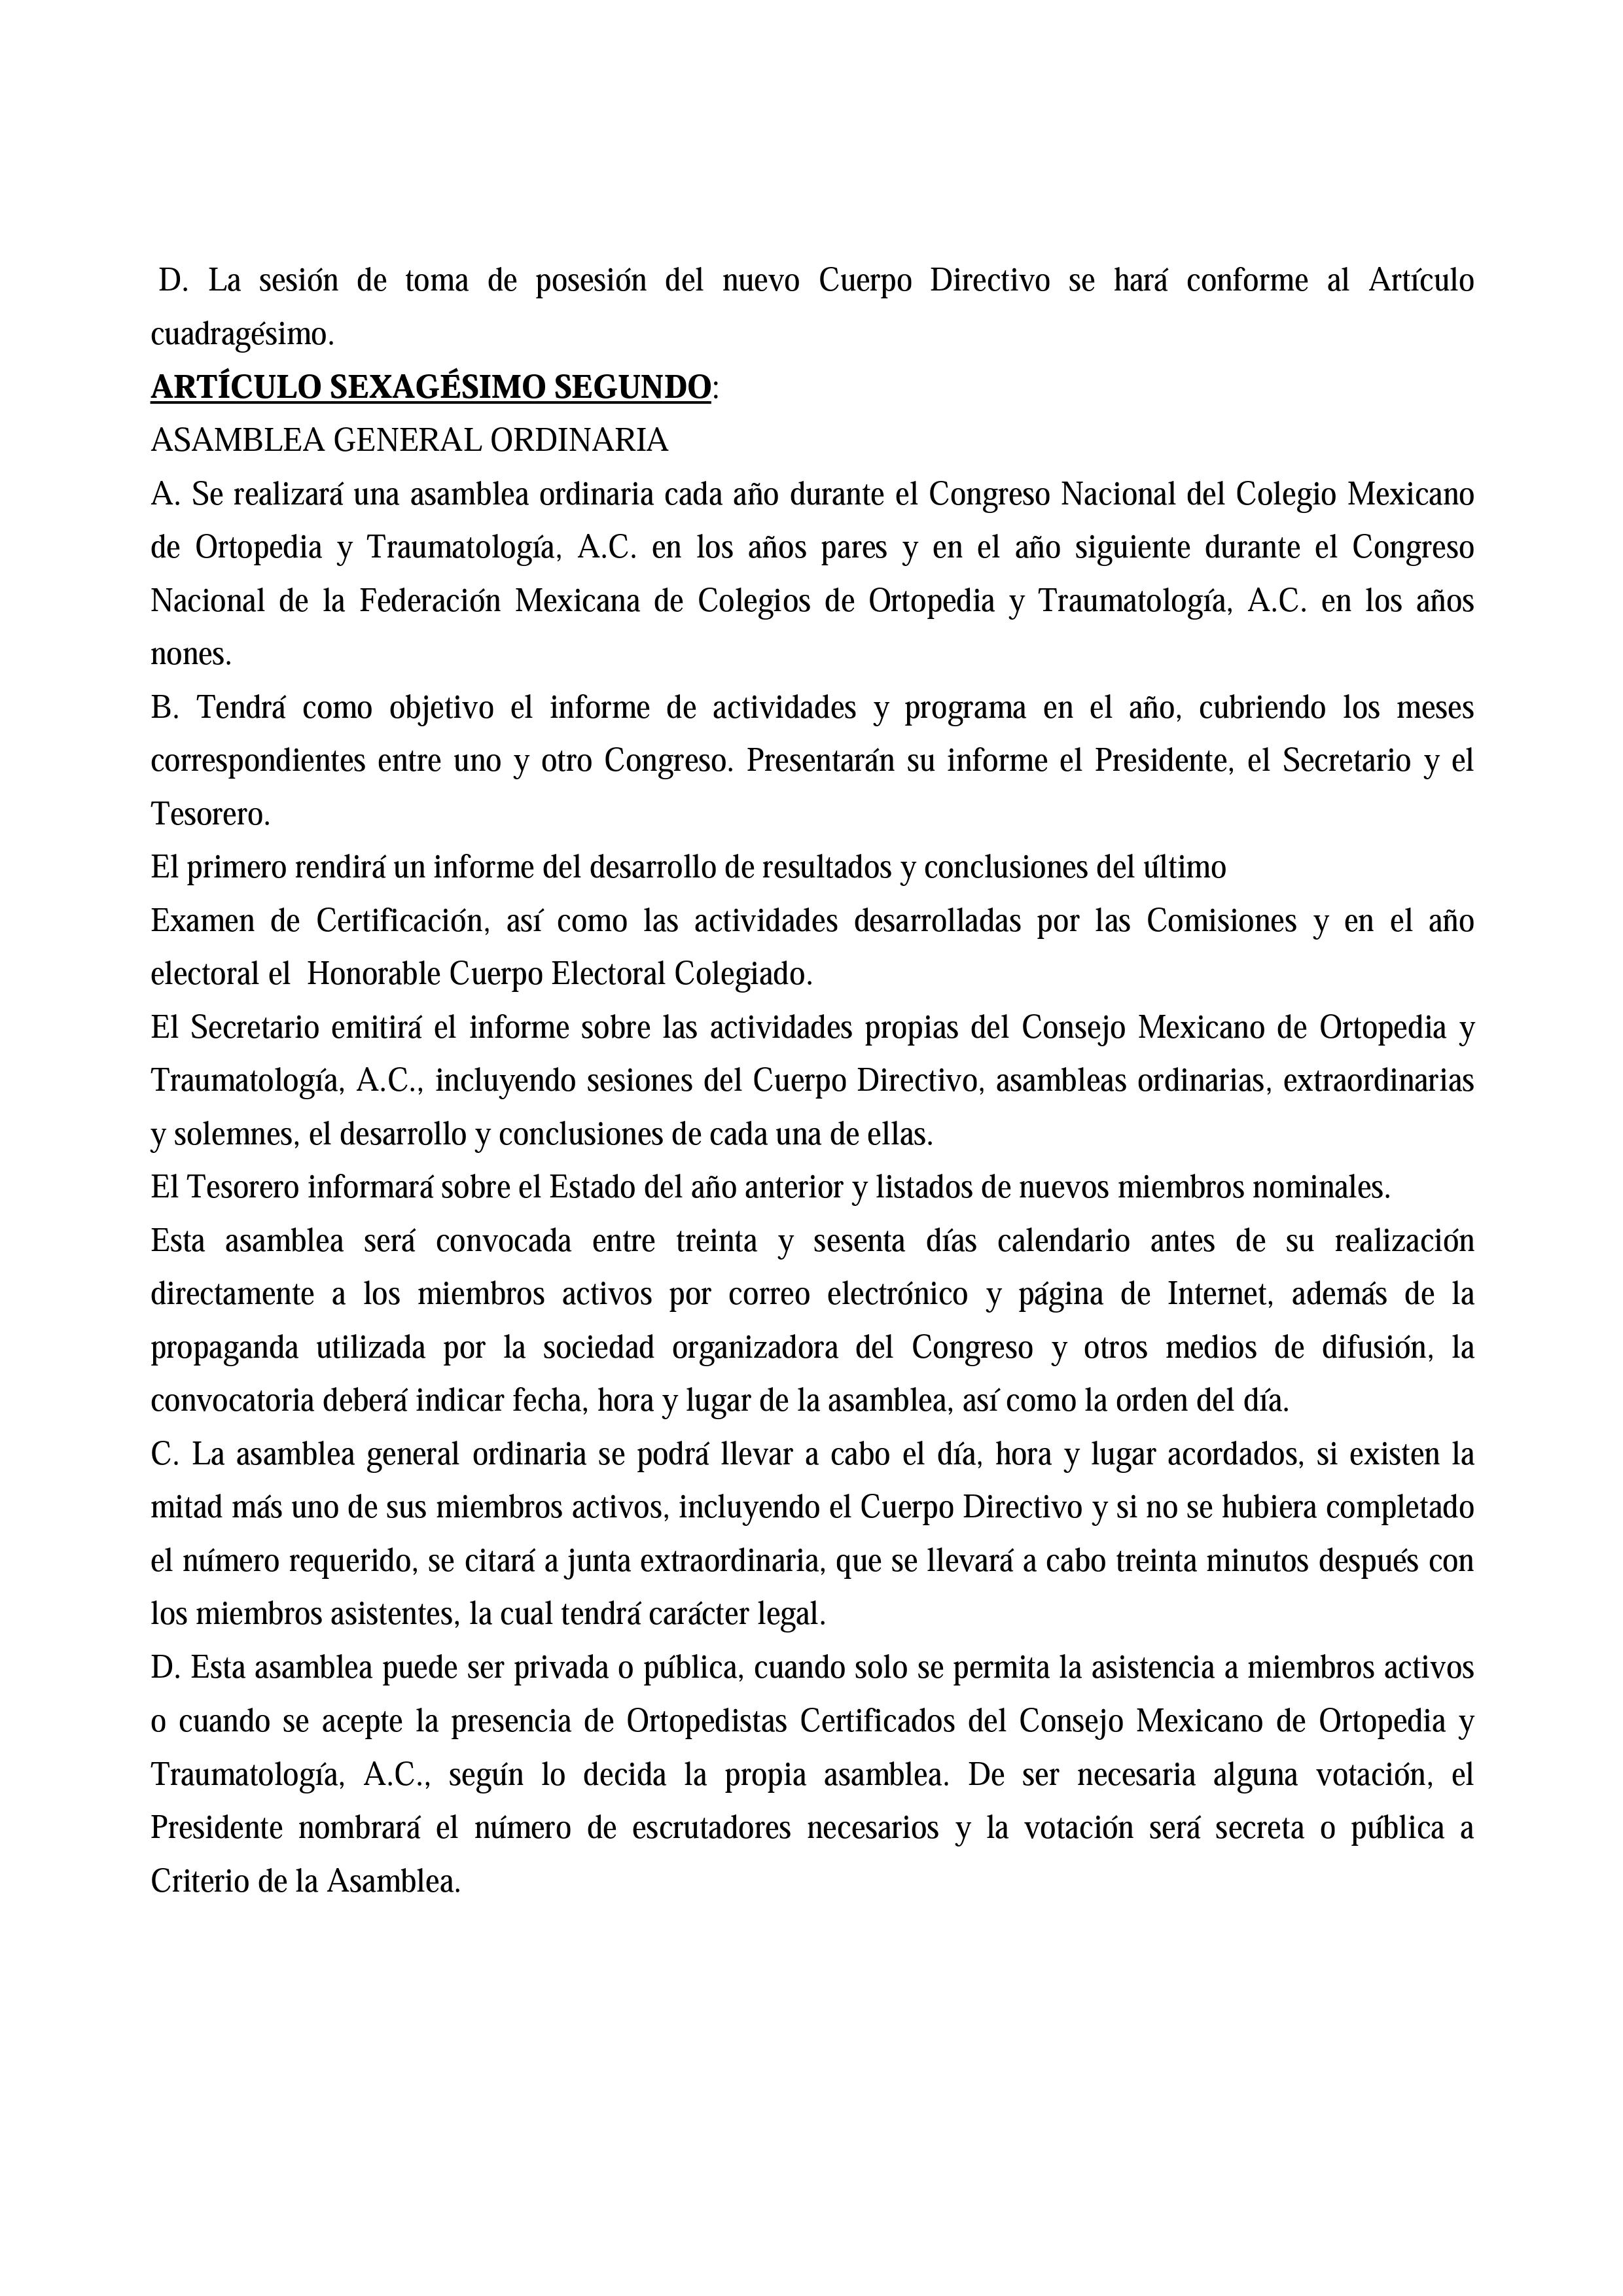 D. La sesión de toma de posesión del nuevo Cuerpo Directivo se hará conforme al Artículo
cuadragésimo.
ARTÍCULO SEXAGÉSIMO SEGUNDO:
ASAMBLEA GENERAL ORDINARIA
A. Se realizará una asamblea ordinaria cada año durante el Congreso Nacional del Colegio Mexicano
de Ortopedia y Traumatología, A.C. en los años pares y en el año siguiente durante el Congreso
Nacional de la Federación Mexicana de Colegios de Ortopedia y Traumatología, A.C. en los años
nones.
B. Tendrá como objetivo el informe de actividades y programa en el año, cubriendo los meses
correspondientes entre uno y otro Congreso. Presentarán su informe el Presidente, el Secretario y el
Tesorero.
El primero rendirá un informe del desarrollo de resultados y conclusiones del último
Examen de Certificación, así como las actividades desarrolladas por las Comisiones y en el año
electoral el  Honorable Cuerpo Electoral Colegiado.
El Secretario emitirá el informe sobre las actividades propias del Consejo Mexicano de Ortopedia y
Traumatología, A.C., incluyendo sesiones del Cuerpo Directivo, asambleas ordinarias, extraordinarias
y solemnes, el desarrollo y conclusiones de cada una de ellas.
El Tesorero informará sobre el Estado del año anterior y listados de nuevos miembros nominales.
Esta asamblea será convocada entre treinta y sesenta días calendario antes de su realización
directamente a los miembros activos por correo electrónico y página de Internet, además de la
propaganda utilizada por la sociedad organizadora del Congreso y otros medios de difusión, la
convocatoria deberá indicar fecha, hora y lugar de la asamblea, así como la orden del día.
C. La asamblea general ordinaria se podrá llevar a cabo el día, hora y lugar acordados, si existen la
mitad más uno de sus miembros activos, incluyendo el Cuerpo Directivo y si no se hubiera completado
el número requerido, se citará a junta extraordinaria, que se llevará a cabo treinta minutos después con
los miembros asistentes, la cual tendrá carácter legal.
D. Esta asamblea puede ser privada o pública, cuando solo se permita la asistencia a miembros activos
o cuando se acepte la presencia de Ortopedistas Certificados del Consejo Mexicano de Ortopedia y
Traumatología, A.C., según lo decida la propia asamblea. De ser necesaria alguna votación, el
Presidente nombrará el número de escrutadores necesarios y la votación será secreta o pública a
Criterio de la Asamblea.